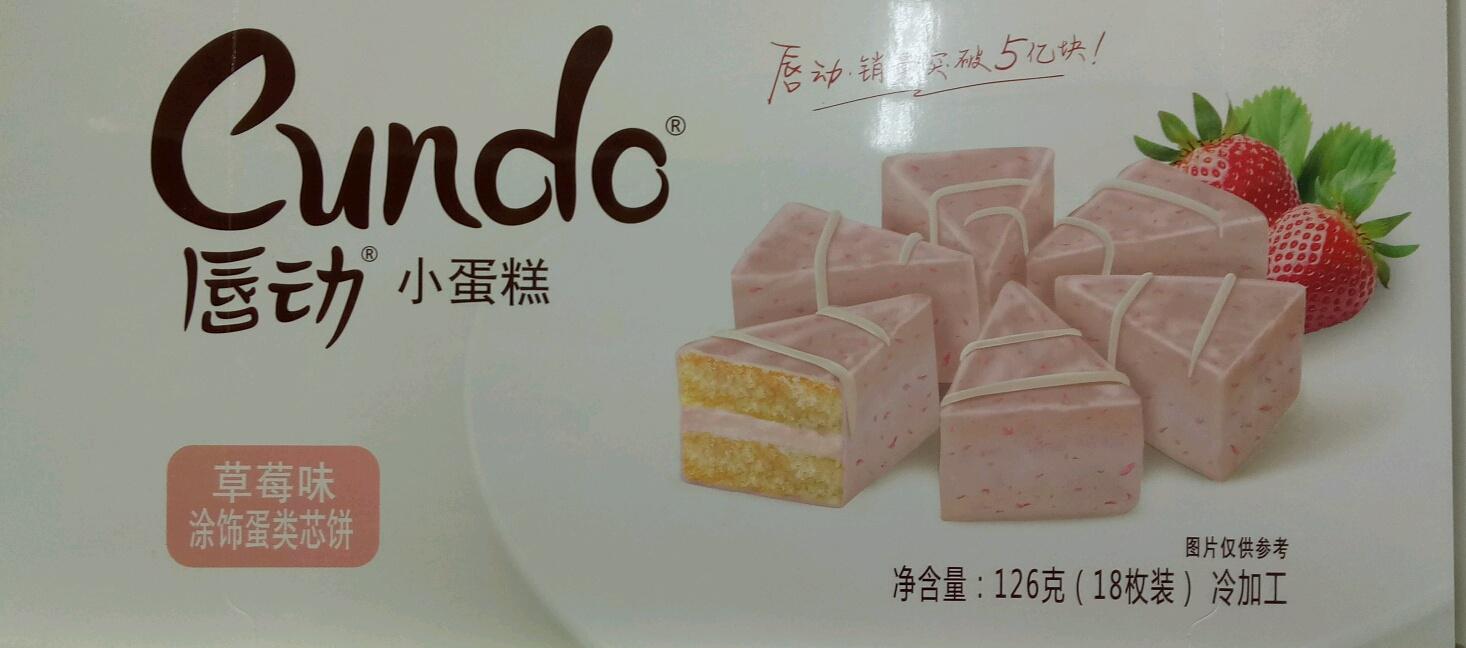 Cundo®
唇动® 小蛋糕
唇动·销量突破5亿块!
草莓味
涂饰蛋类芯饼
图片仅供参考
净含量:126克(18枚装) 冷加工